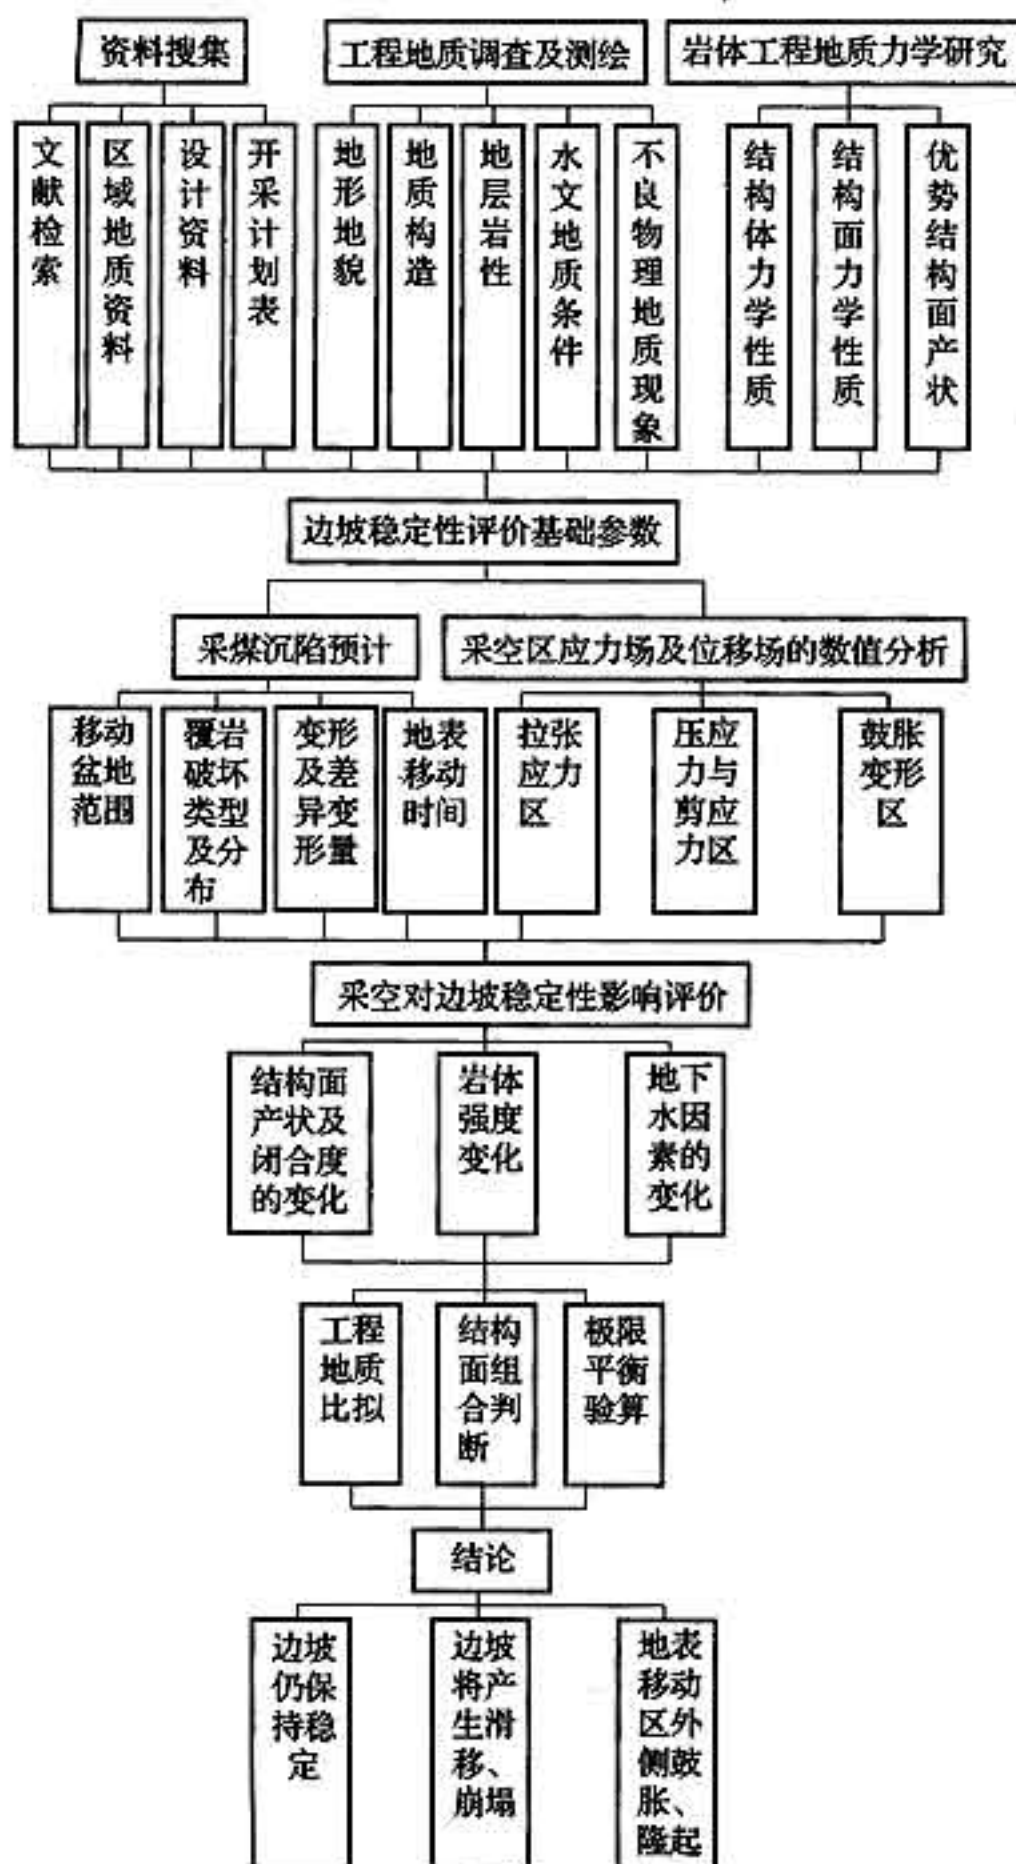 资料搜集
工程地质调查及测绘
岩体工程地质力学研究
文献检索
区域地质资料
设计资料
开采计划表
地形地貌
地质构造
地层岩性
水文地质条件
不良物理地质现象
结构体力学性质
结构面力学性质
优势结构面产状
边坡稳定性评价基础参数
采煤沉陷预计
采空区应力场及位移场的数值分析
移动
盆地
范围
覆岩
破坏
类型
及分
布
变形
及差
异变
形量
地表
移动
时间
拉张
应力
区
压应
力与
剪应
力区
鼓胀
变形
区
采空对边坡稳定性影响评价
结构面
产状及
闭合度
的变化
岩体
强度
变化
地下
水因
素的
变化
工程
地质
比拟
结构
面组
合判
断
极限
平衡
验算
结论
边坡
仍保
持稳
定
边坡
将产
生滑
移、
崩塌
地表
移动
区外
侧鼓
胀、
隆起